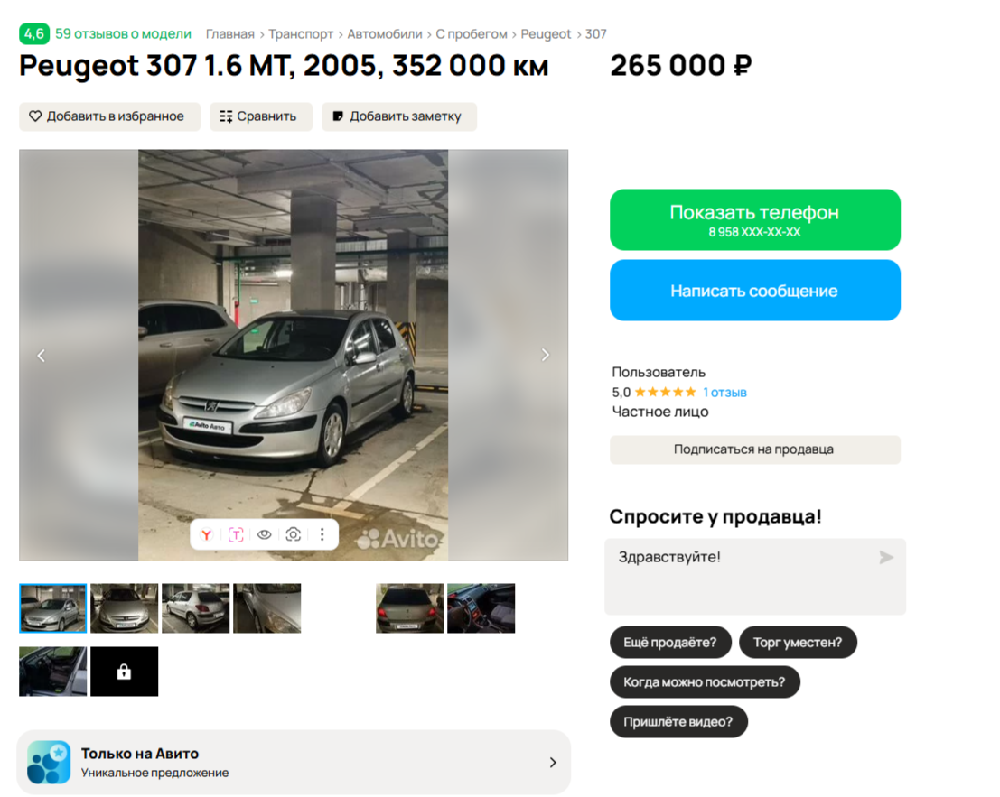 4,6 59 отзывов о модели Главная › Транспорт › Автомобили › С пробегом › Peugeot › 307
Peugeot 307 1.6 MT, 2005, 352 000 км
265 000 ₽
Добавить в избранное
Сравнить
Добавить заметку
Показать телефон
8 958 XXX-XX-XX
Написать сообщение
Пользователь
5,0 ★★★★★ 1 отзыв
Частное лицо
Подписаться на продавца
Avito Авто
Avito
Спросите у продавца!
Здравствуйте!
Ещё продаёте?
Торг уместен?
Когда можно посмотреть?
Пришлёте видео?
Только на Авито
Уникальное предложение